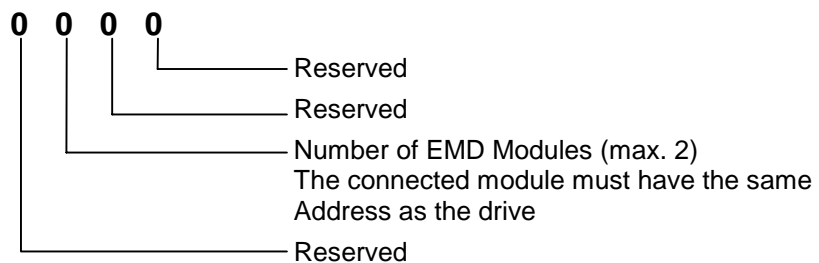 0 0 0 0
Reserved
Reserved
Number of EMD Modules (max. 2)
The connected module must have the same
Address as the drive
Reserved